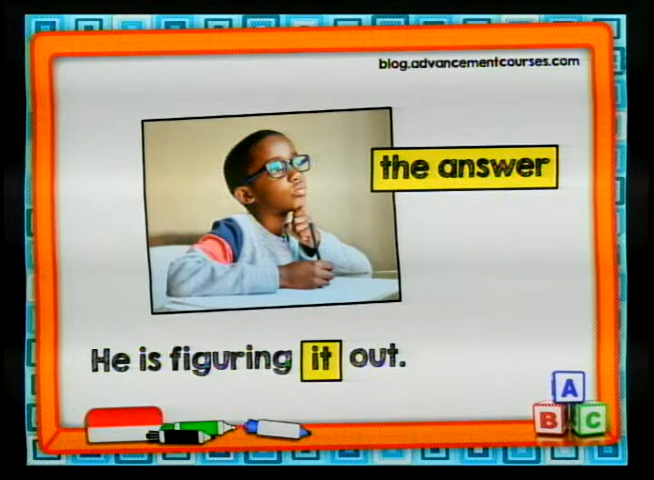 blog.advancementcourses.com
the answer
He is figuring it out.
A
B C